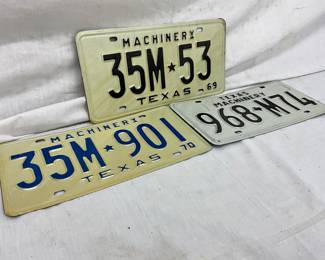 MACHINERY
35M★53
TEXAS 69
MACHINERY
35M★901
TEXAS 70
TEXAS
MACHINERY
968★M74